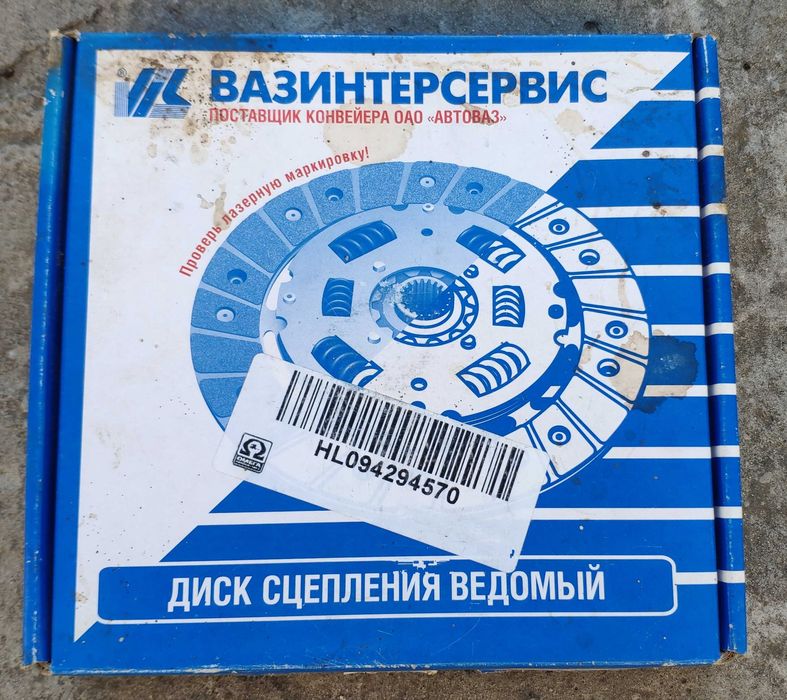 ВАЗИНТЕРСЕРВИС
ПОСТАВЩИК КОНВЕЙЕРА ОАО «АВТОВАЗ»
Проверь лазерную маркировку!
HL094294570
ДИСК СЦЕПЛЕНИЯ ВЕДОМЫЙ